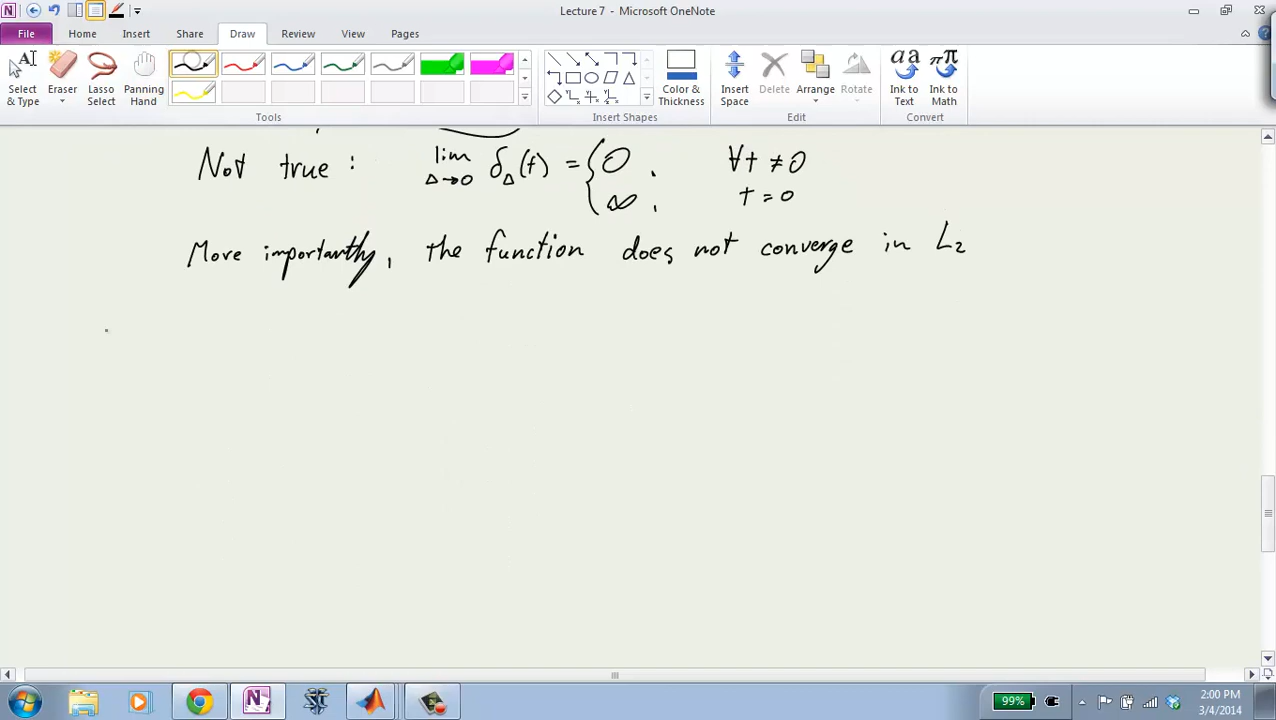 Lecture 7 - Microsoft OneNote
File Home Insert Share Draw Review View Pages
Select & Type
Eraser
Lasso Select
Panning Hand
Color & Thickness
Insert Space
Delete
Arrange
Rotate
Ink to Text
Ink to Math
Tools Insert Shapes Edit Convert
Not true : lim Δ→0 δ_Δ(t) = { 0 , ∀t ≠ 0
∞ , t = 0
More importantly, the function does not converge in L₂
99%
2:00 PM
3/4/2014